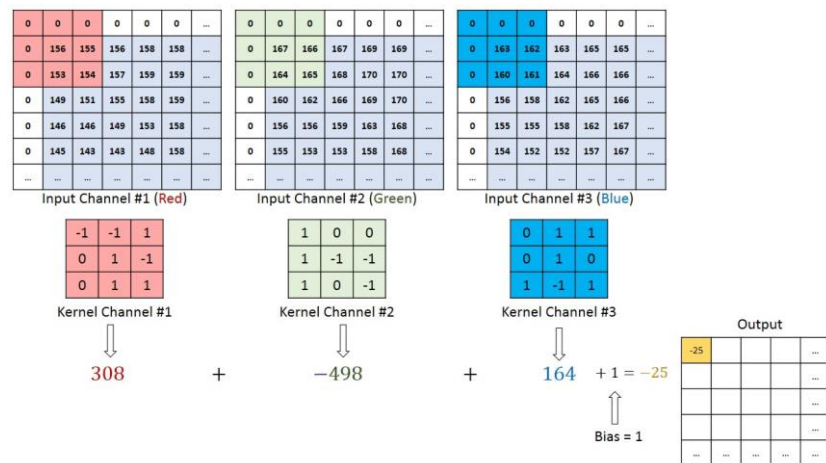 0 0 0 0 0 0 ...
0 156 155 156 158 158 ...
0 153 154 157 159 159 ...
0 149 151 155 158 159 ...
0 146 146 149 153 158 ...
0 145 143 143 148 158 ...
... ... ... ... ... ... ...
Input Channel #1 (Red)
0 0 0 0 0 0 ...
0 167 166 167 169 169 ...
0 164 165 168 170 170 ...
0 160 162 166 169 170 ...
0 156 156 159 163 168 ...
0 155 153 153 158 168 ...
... ... ... ... ... ... ...
Input Channel #2 (Green)
0 0 0 0 0 0 ...
0 163 162 163 165 165 ...
0 160 161 164 166 166 ...
0 156 158 162 165 166 ...
0 155 155 158 162 167 ...
0 154 152 152 157 167 ...
... ... ... ... ... ... ...
Input Channel #3 (Blue)
-1 -1 1
0 1 -1
0 1 1
Kernel Channel #1
1 0 0
1 -1 -1
1 0 -1
Kernel Channel #2
0 1 1
0 1 0
1 -1 1
Kernel Channel #3
308 + −498 + 164 + 1 = −25
Bias = 1
Output
-25 ...
...
...
...
... ... ... ... ...